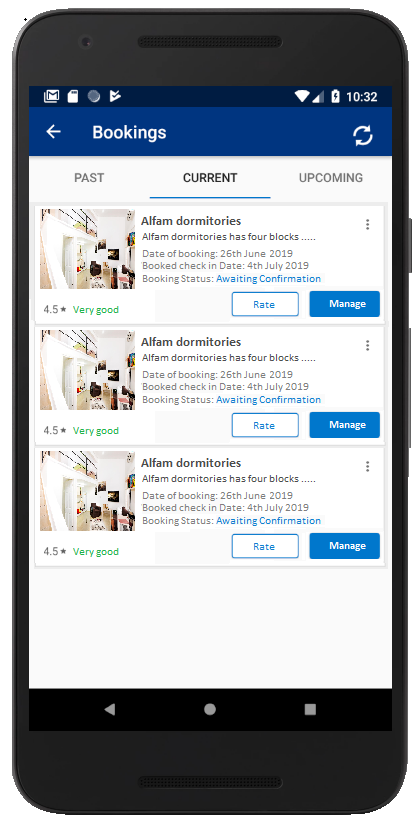 10:32
Bookings
PAST CURRENT UPCOMING
Alfam dormitories
Alfam dormitories has four blocks .....
Date of booking: 26th June 2019
Booked check in Date: 4th July 2019
Booking Status: Awaiting Confirmation
4.5★ Very good Rate Manage
Alfam dormitories
Alfam dormitories has four blocks .....
Date of booking: 26th June 2019
Booked check in Date: 4th July 2019
Booking Status: Awaiting Confirmation
4.5★ Very good Rate Manage
Alfam dormitories
Alfam dormitories has four blocks .....
Date of booking: 26th June 2019
Booked check in Date: 4th July 2019
Booking Status: Awaiting Confirmation
4.5★ Very good Rate Manage